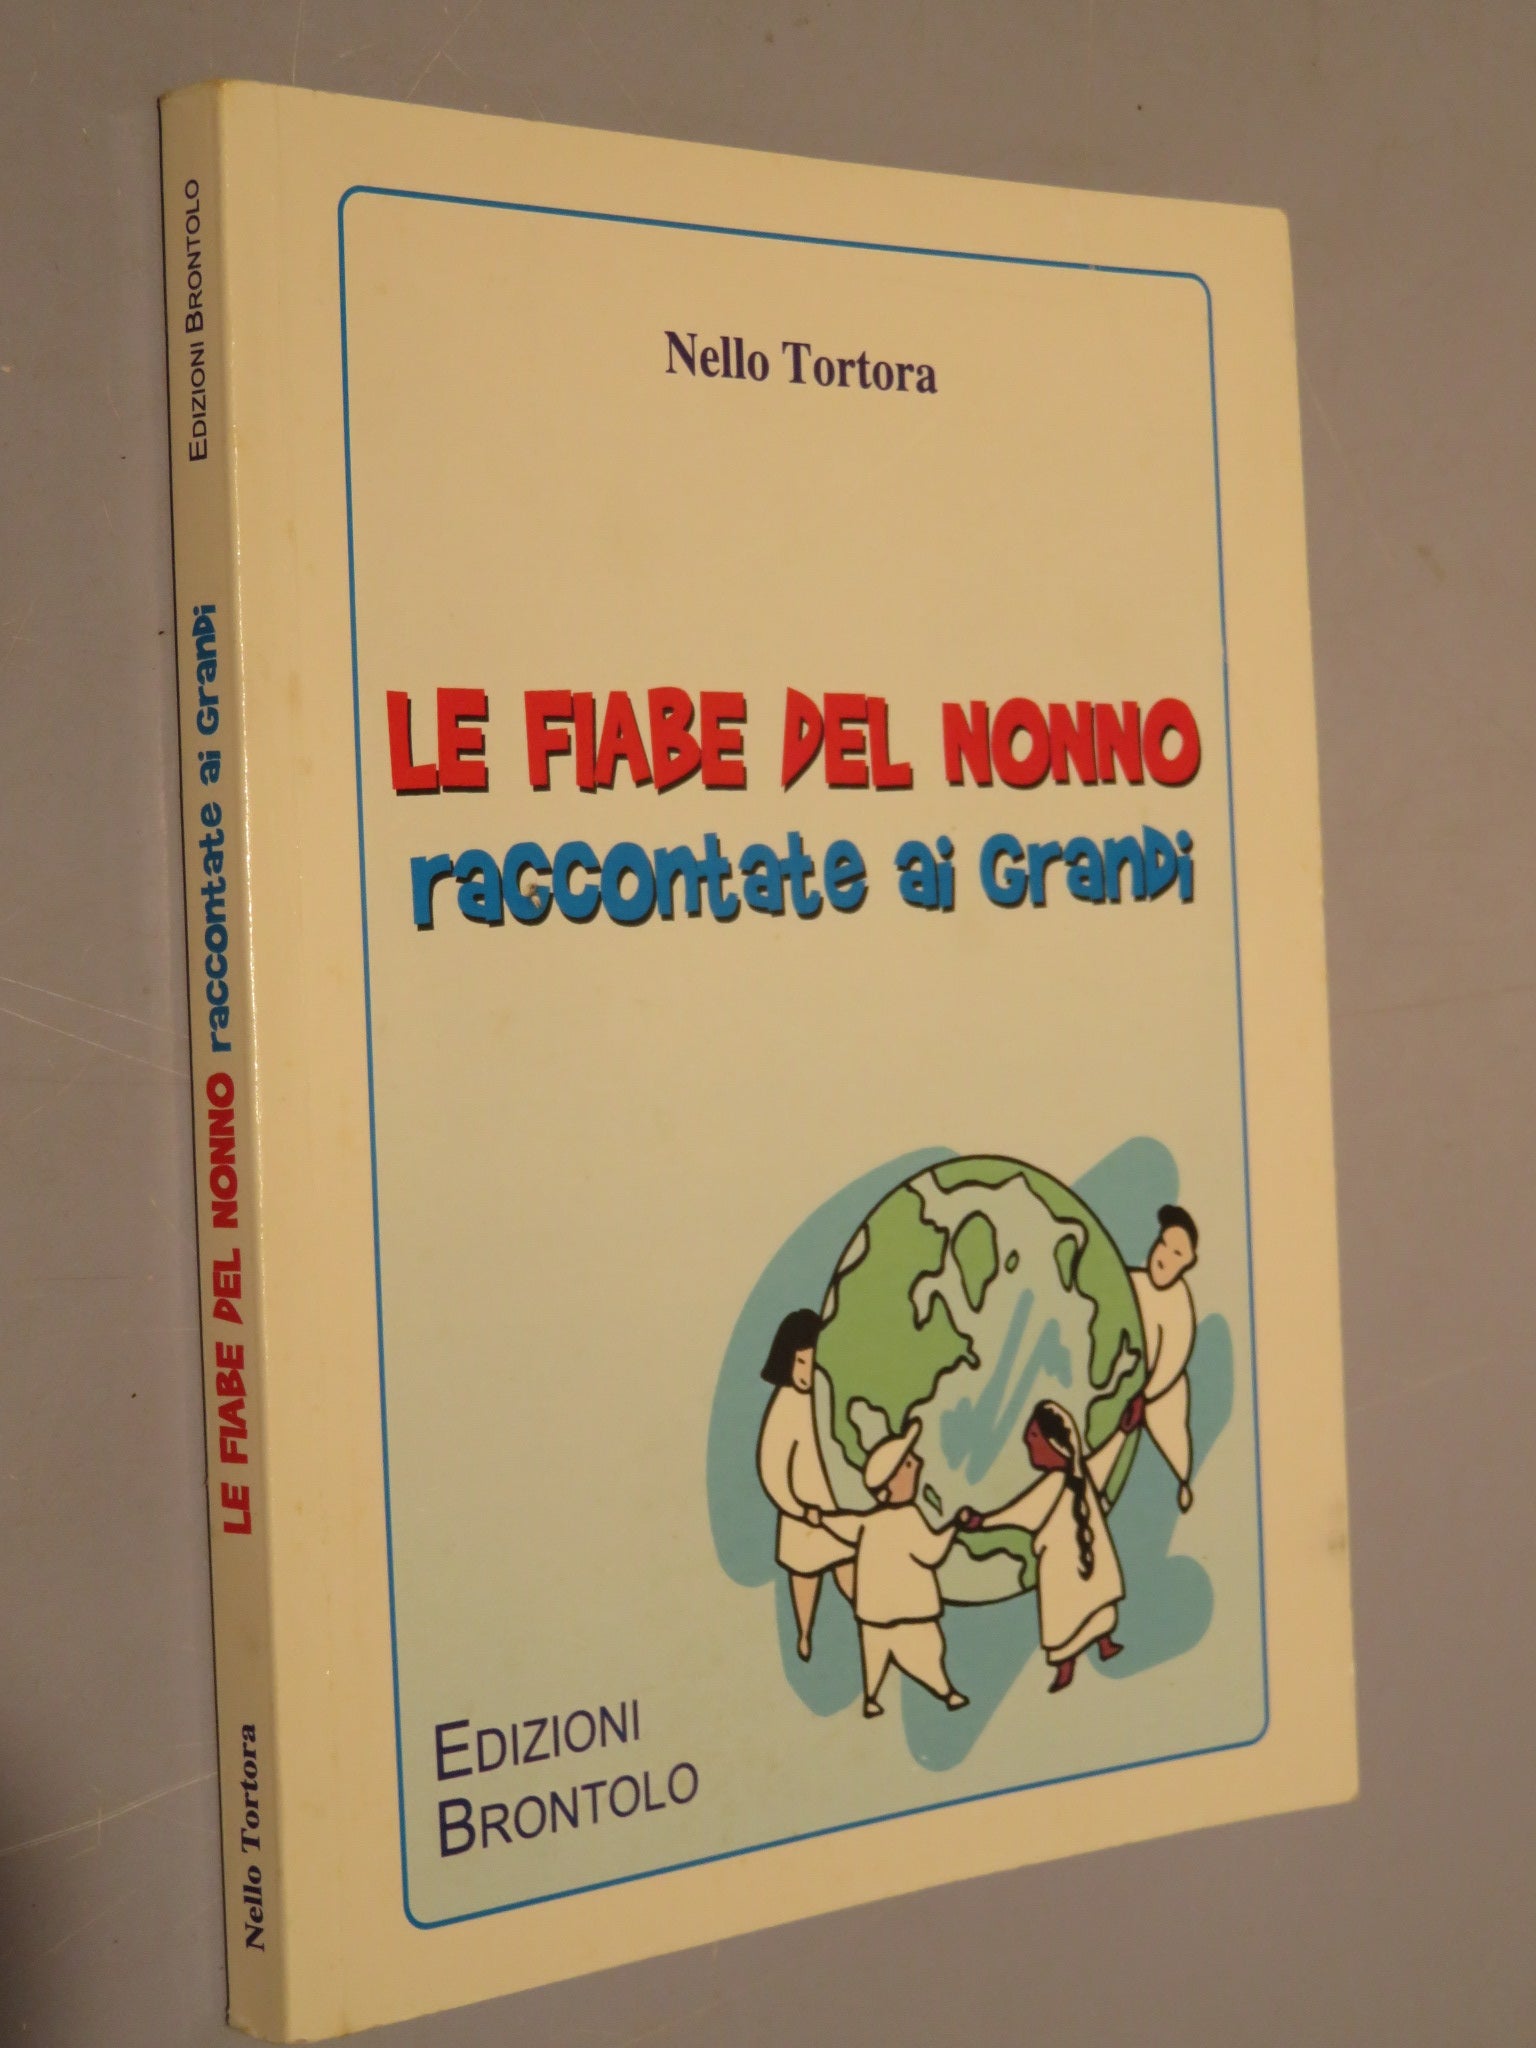 Nello Tortora
LE FIABE DEL NONNO
raccontate ai Grandi
EDIZIONI
BRONTOLO
Nello Tortora LE FIABE DEL NONNO raccontate ai Grandi EDIZIONI BRONTOLO